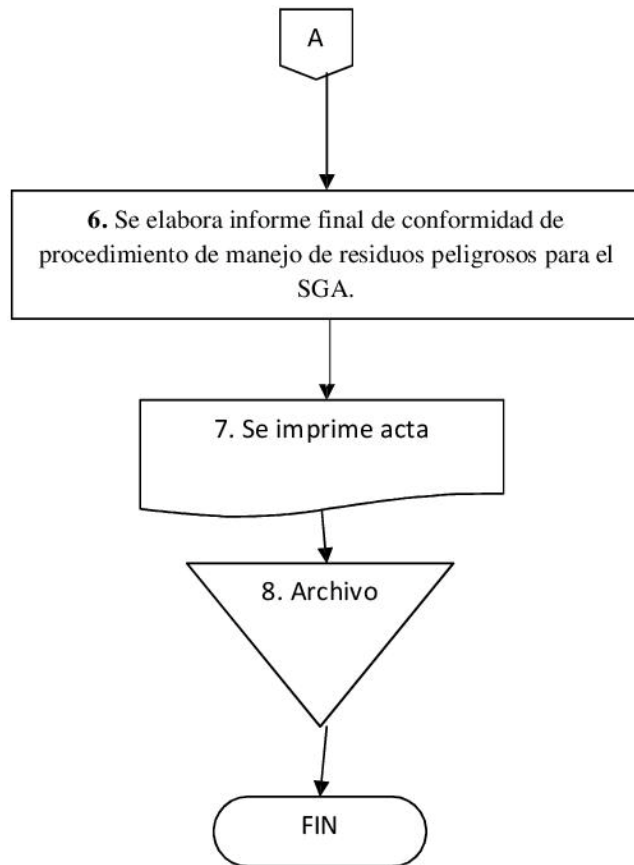 A
6. Se elabora informe final de conformidad de
procedimiento de manejo de residuos peligrosos para el
SGA.
7. Se imprime acta
8. Archivo
FIN